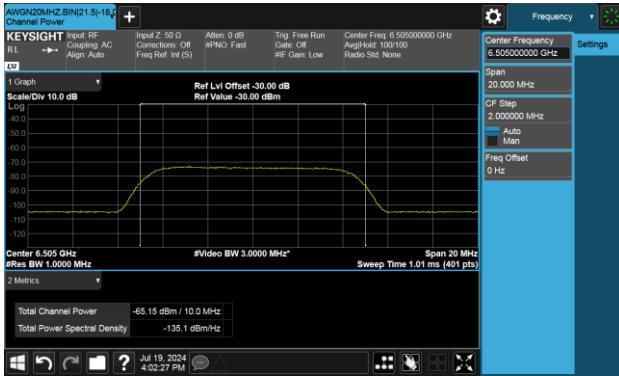 AWGN20MHZ.BIN|21.5|-18,0
Channel Power
Frequency
KEYSIGHT
RL
LXI
Input: RF
Coupling: AC
Align: Auto
Input Z: 50 Ω
Corrections: Off
Freq Ref: Int (S)
Atten: 0 dB
#PNO: Fast
Trig: Free Run
Gate: Off
#IF Gain: Low
Center Freq: 6.505000000 GHz
Avg|Hold: 100/100
Radio Std: None
Center Frequency
6.505000000 GHz
Settings
Span
20.000 MHz
CF Step
2.000000 MHz
Auto
Man
Freq Offset
0 Hz
1 Graph
Scale/Div 10.0 dB
Ref Lvl Offset -30.00 dB
Ref Value -30.00 dBm
Log
-40.0
-50.0
-60.0
-70.0
-80.0
-90.0
-100
-110
-120
Center 6.505 GHz
#Video BW 3.0000 MHz*
Span 20 MHz
#Res BW 1.0000 MHz
Sweep Time 1.01 ms (401 pts)
2 Metrics
Total Channel Power -65.15 dBm / 10.0 MHz
Total Power Spectral Density -135.1 dBm/Hz
?
Jul 19, 2024
4:02:27 PM